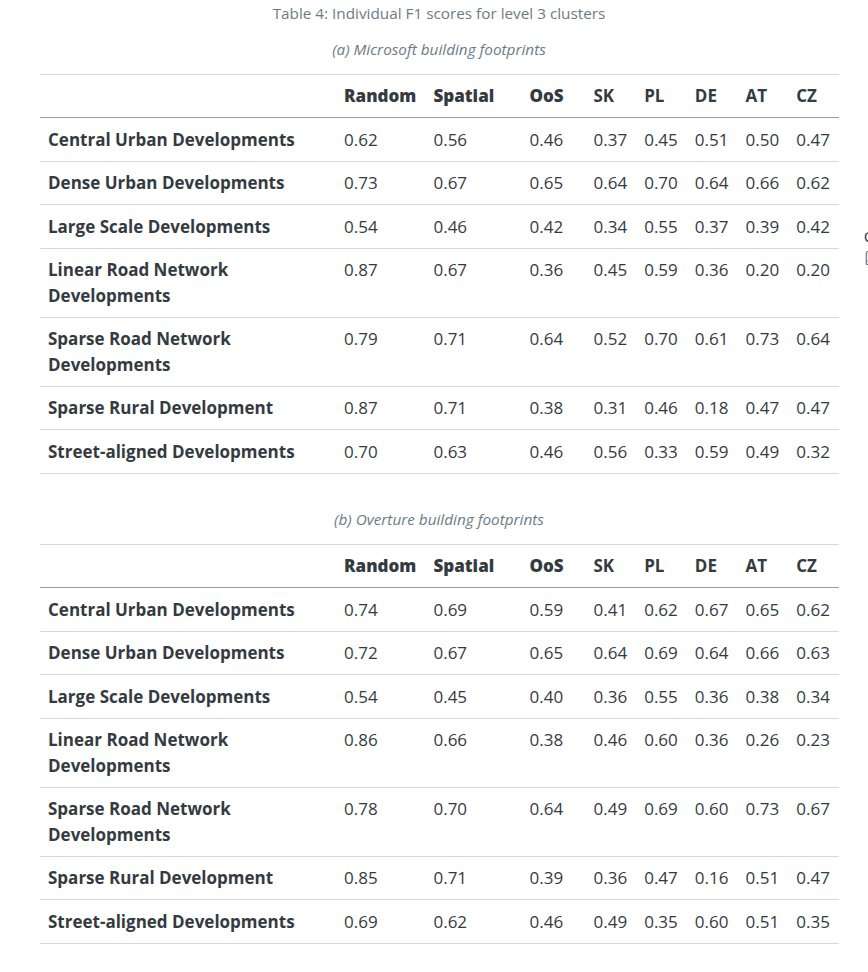 Table 4: Individual F1 scores for level 3 clusters
(a) Microsoft building footprints
Random Spatial OoS SK PL DE AT CZ
Central Urban Developments 0.62 0.56 0.46 0.37 0.45 0.51 0.50 0.47
Dense Urban Developments 0.73 0.67 0.65 0.64 0.70 0.64 0.66 0.62
Large Scale Developments 0.54 0.46 0.42 0.34 0.55 0.37 0.39 0.42
Linear Road Network 0.87 0.67 0.36 0.45 0.59 0.36 0.20 0.20
Developments
Sparse Road Network 0.79 0.71 0.64 0.52 0.70 0.61 0.73 0.64
Developments
Sparse Rural Development 0.87 0.71 0.38 0.31 0.46 0.18 0.47 0.47
Street-aligned Developments 0.70 0.63 0.46 0.56 0.33 0.59 0.49 0.32
(b) Overture building footprints
Random Spatial OoS SK PL DE AT CZ
Central Urban Developments 0.74 0.69 0.59 0.41 0.62 0.67 0.65 0.62
Dense Urban Developments 0.72 0.67 0.65 0.64 0.69 0.64 0.66 0.63
Large Scale Developments 0.54 0.45 0.40 0.36 0.55 0.36 0.38 0.34
Linear Road Network 0.86 0.66 0.38 0.46 0.60 0.36 0.26 0.23
Developments
Sparse Road Network 0.78 0.70 0.64 0.49 0.69 0.60 0.73 0.67
Developments
Sparse Rural Development 0.85 0.71 0.39 0.36 0.47 0.16 0.51 0.47
Street-aligned Developments 0.69 0.62 0.46 0.49 0.35 0.60 0.51 0.35